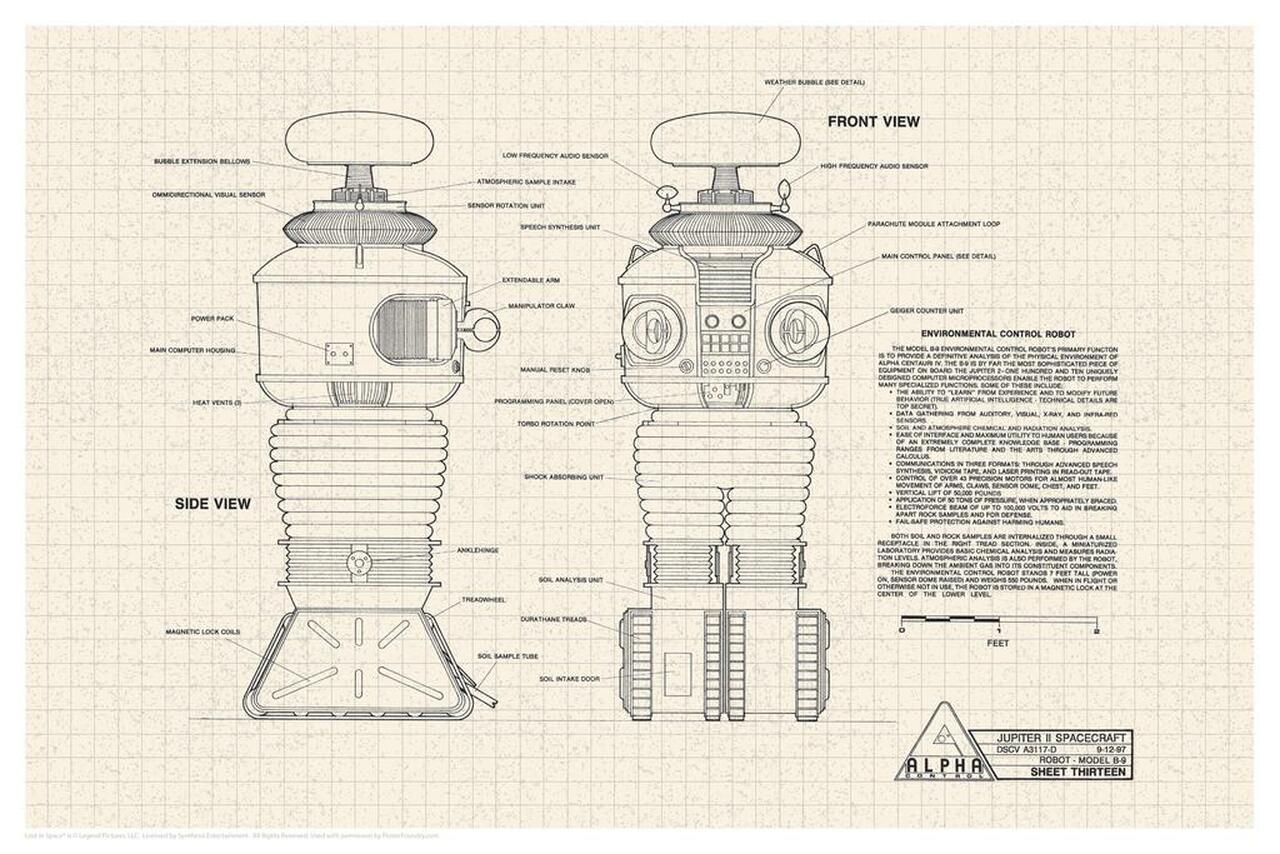 WEATHER BUBBLE (SEE DETAIL)
FRONT VIEW
LOW FREQUENCY AUDIO SENSOR
HIGH FREQUENCY AUDIO SENSOR
BUBBLE EXTENSION BELLOWS
ATMOSPHERIC SAMPLE INTAKE
OMMIDIRECTIONAL VISUAL SENSOR
SENSOR ROTATION UNIT
SPEECH SYNTHESIS UNIT
PARACHUTE MODULE ATTACHMENT LOOP
MAIN CONTROL PANEL (SEE DETAIL)
EXTENDABLE ARM
MANIPULATOR CLAW
GEIGER COUNTER UNIT
POWER PACK
MAIN COMPUTER HOUSING
MANUAL RESET KNOB
HEAT VENTS (3)
PROGRAMMING PANEL (COVER OPEN)
TORSO ROTATION POINT
SHOCK ABSORBING UNIT
SIDE VIEW
ANKLEHINGE
SOIL ANALYSIS UNIT
TREADWHEEL
DURATHANE TREADS
MAGNETIC LOCK COILS
SOIL SAMPLE TUBE
SOIL INTAKE DOOR
ENVIRONMENTAL CONTROL ROBOT
THE MODEL B-9 ENVIRONMENTAL CONTROL ROBOT'S PRIMARY FUNCTON
IS TO PROVIDE A DEFINITIVE ANALYSIS OF THE PHYSICAL ENVIRONMENT OF
ALPHA CENTAURI IV. THE B-9 IS BY FAR THE MOST SOPHISTICATED PIECE OF
EQUIPMENT ON BOARD THE JUPITER 2-ONE HUNDRED AND TEN UNIQUELY
DESIGNED COMPUTER MICROPROCESSORS ENABLE THE ROBOT TO PERFORM
MANY SPECIALIZED FUNCTIONS. SOME OF THESE INCLUDE:
• THE ABILITY TO "LEARN" FROM EXPERIENCE AND TO MODIFY FUTURE
BEHAVIOR (TRUE ARTIFICIAL INTELLIGENCE - TECHNICAL DETAILS ARE
TOP SECRET).
• DATA GATHERING FROM AUDITORY, VISUAL, X-RAY, AND INFRA-RED
SENSORS.
• SOIL AND ATMOSPHERE CHEMICAL AND RADIATION ANALYSIS.
• EASE OF INTERFACE AND MAXIMUM UTILITY TO HUMAN USERS BECAUSE
OF AN EXTREMELY COMPLETE KNOWLEDGE BASE - PROGRAMMING
RANGES FROM LITERATURE AND THE ARTS THROUGH ADVANCED
CALCULUS.
• COMMUNICATIONS IN THREE FORMATS: THROUGH ADVANCED SPEECH
SYNTHESIS, VIDICOM TAPE, AND LASER PRINTING IN READ-OUT TAPE.
• CONTROL OF OVER 43 PRECISION MOTORS FOR ALMOST HUMAN-LIKE
MOVEMENT OF ARMS, CLAWS, SENSOR DOME, CHEST, AND FEET.
• VERTICAL LIFT OF 50,000 POUNDS
• APPLICATION OF 50 TONS OF PRESSURE, WHEN APPROPRIATELY BRACED.
• ELECTROFORCE BEAM OF UP TO 100,000 VOLTS TO AID IN BREAKING
APART ROCK SAMPLES AND FOR DEFENSE.
• FAIL-SAFE PROTECTION AGAINST HARMING HUMANS.
BOTH SOIL AND ROCK SAMPLES ARE INTERNALIZED THROUGH A SMALL
RECEPTACLE IN THE RIGHT TREAD SECTION. INSIDE, A MINIATURIZED
LABORATORY PROVIDES BASIC CHEMICAL ANALYSIS AND MEASURES RADIA-
TION LEVELS. ATMOSPHERIC ANALYSIS IS ALSO PERFORMED BY THE ROBOT,
BREAKING DOWN THE AMBIENT GAS INTO ITS CONSTITUENT COMPONENTS.
THE ENVIRONMENTAL CONTROL ROBOT STANDS 7 FEET TALL (POWER
ON, SENSOR DOME RAISED) AND WEIGHS 550 POUNDS. WHEN IN FLIGHT OR
OTHERWISE NOT IN USE, THE ROBOT IS STORED IN A MAGNETIC LOCK AT THE
CENTER OF THE LOWER LEVEL.
0 1 2
FEET
ALPHA
CONTROL
JUPITER II SPACECRAFT
DSCV A3117-D 9-12-97
ROBOT - MODEL B-9
SHEET THIRTEEN
Lost in Space® is © Legend Pictures, LLC. Licensed by Synthesis Entertainment. All Rights Reserved. Used with permission by PosterFoundry.com